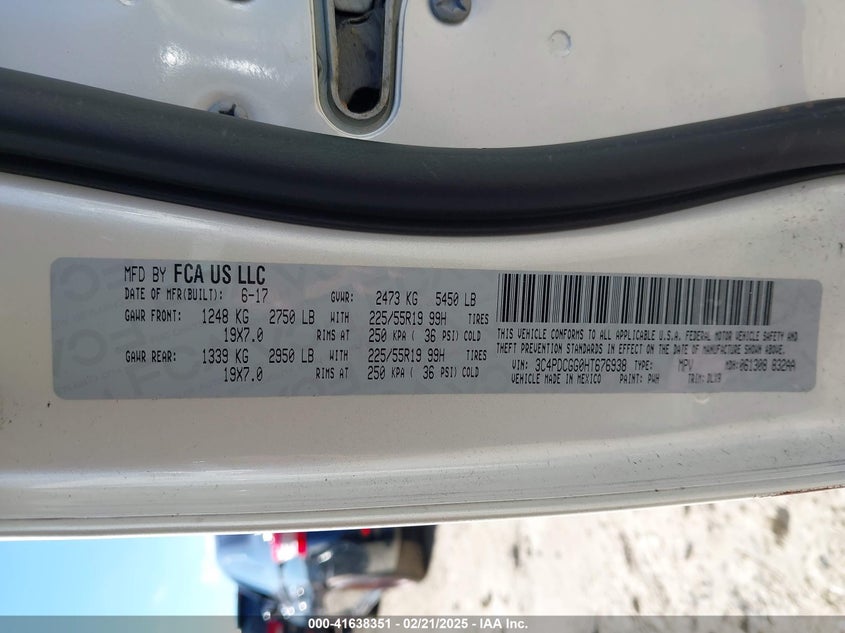 MFD BY FCA US LLC
DATE OF MFR(BUILT): 6-17 GVWR: 2473 KG 5450 LB
GAWR FRONT: 1248 KG 2750 LB WITH 225/55R19 99H TIRES
19X7.0 RIMS AT 250 KPA ( 36 PSI) COLD
GAWR REAR: 1339 KG 2950 LB WITH 225/55R19 99H TIRES
19X7.0 RIMS AT 250 KPA ( 36 PSI) COLD
THIS VEHICLE CONFORMS TO ALL APPLICABLE U.S.A. FEDERAL MOTOR VEHICLE SAFETY AND
THEFT PREVENTION STANDARDS IN EFFECT ON THE DATE OF MANUFACTURE SHOWN ABOVE.
VIN: 3C4PDCGG0HT676938 TYPE: MPV MDH: 061308 832AA
VEHICLE MADE IN MEXICO PAINT: PWH TRIM: DLX9
000-41638351 - 02/21/2025 - IAA Inc.